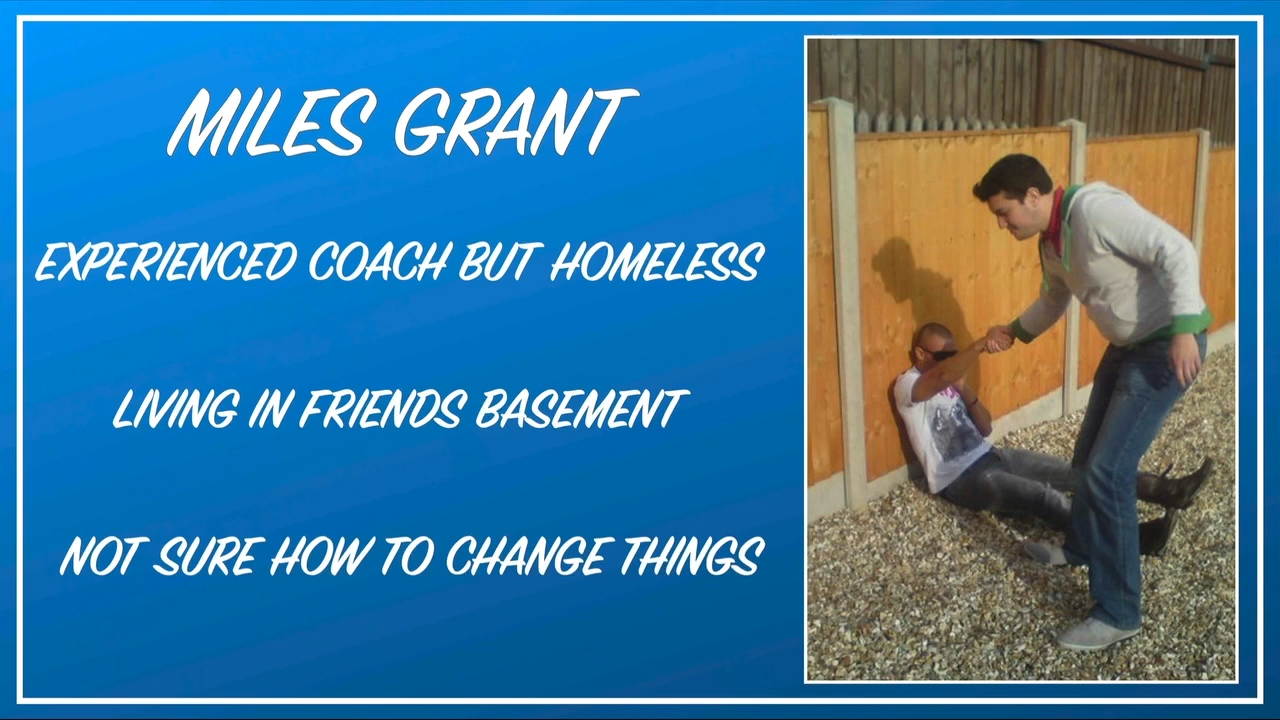 MILES GRANT
EXPERIENCED COACH BUT HOMELESS
LIVING IN FRIENDS BASEMENT
NOT SURE HOW TO CHANGE THINGS